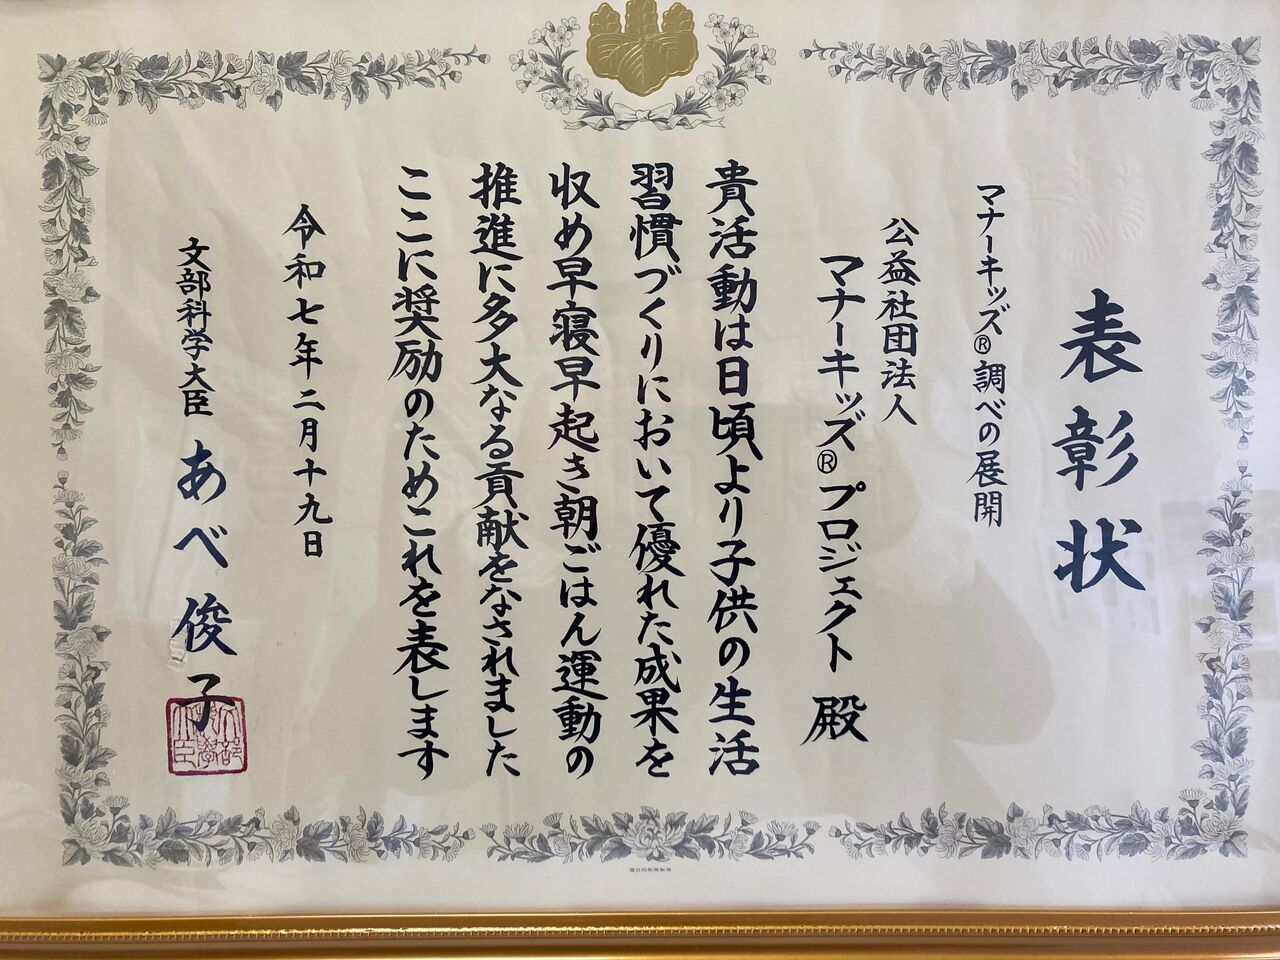 表彰状
マナーキッズ®調べの展開
公益社団法人
マナーキッズ®プロジェクト 殿
貴活動は日頃より子供の生活
習慣づくりにおいて優れた成果を
収め早寝早起き朝ごはん運動の
推進に多大なる貢献をなされました
ここに奨励のためこれを表します
令和七年二月十九日
文部科学大臣 あべ俊子